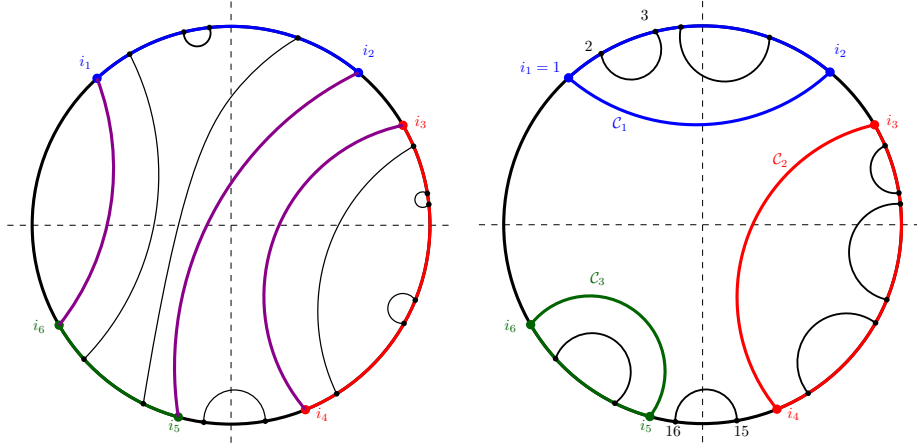 i₁
i₂
i₃
i₄
i₅
i₆
i₁ = 1
2
3
i₂
i₃
𝒞₁
𝒞₂
𝒞₃
i₆
i₅
16
15
i₄